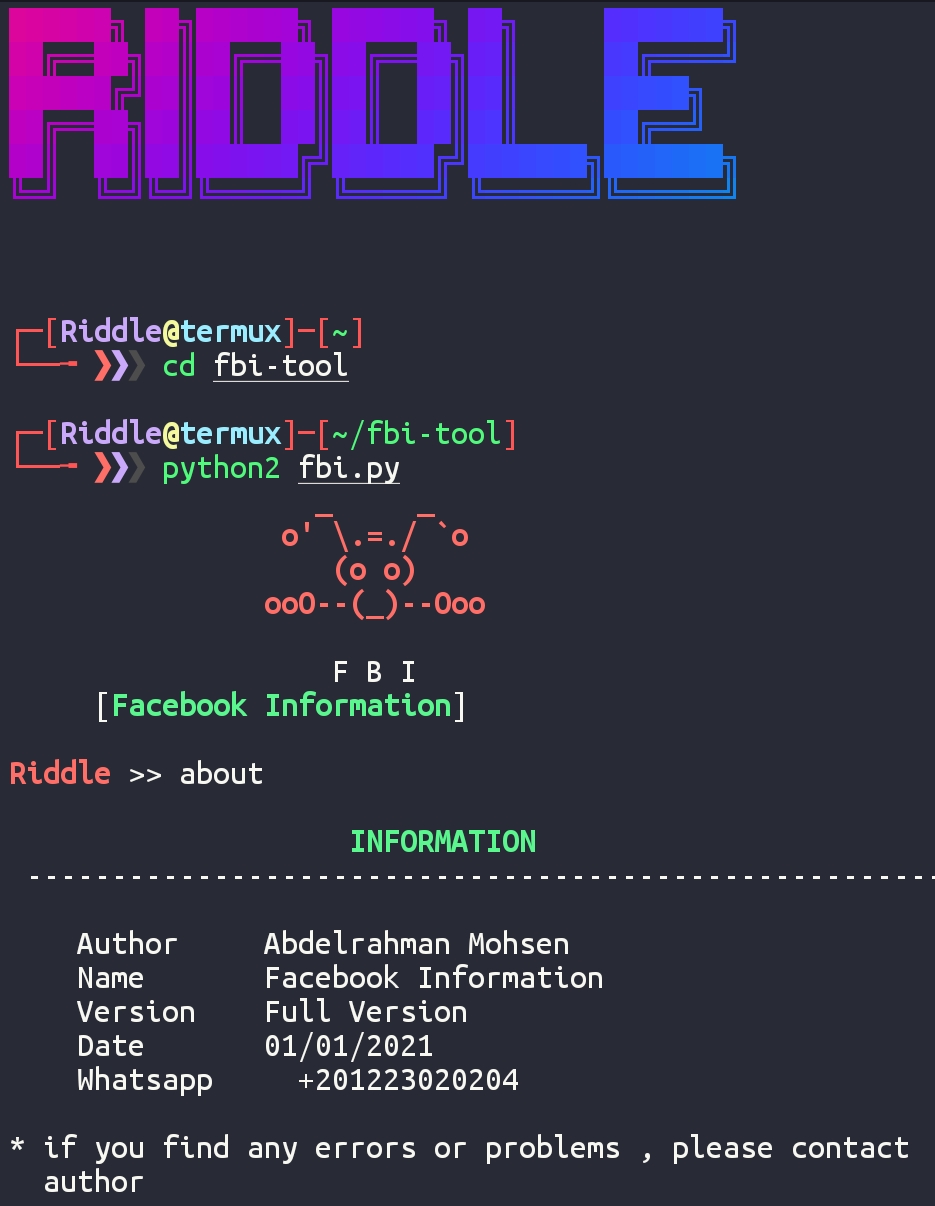 RIDDLE
┌─[Riddle@termux]─[~]
└──╼ ❯❯❯ cd fbi-tool
┌─[Riddle@termux]─[~/fbi-tool]
└──╼ ❯❯❯ python2 fbi.py
F B I
[Facebook Information]
Riddle >> about
INFORMATION
Author Abdelrahman Mohsen
Name Facebook Information
Version Full Version
Date 01/01/2021
Whatsapp +201223020204
* if you find any errors or problems , please contact
author